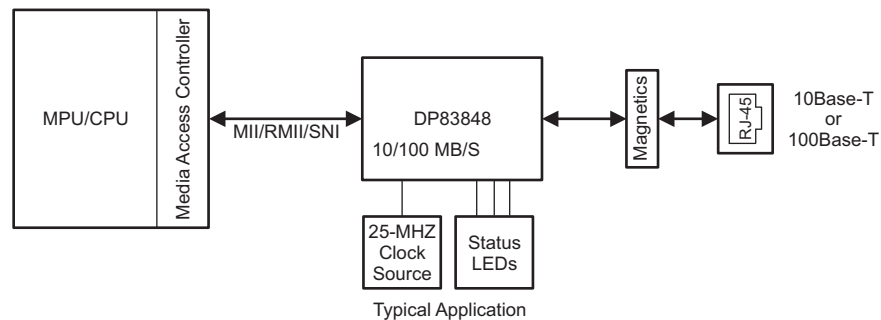 MPU/CPU
Media Access Controller
MII/RMII/SNI
DP83848
10/100 MB/S
Magnetics
RJ-45
10Base-T
or
100Base-T
25-MHZ
Clock
Source
Status
LEDs
Typical Application